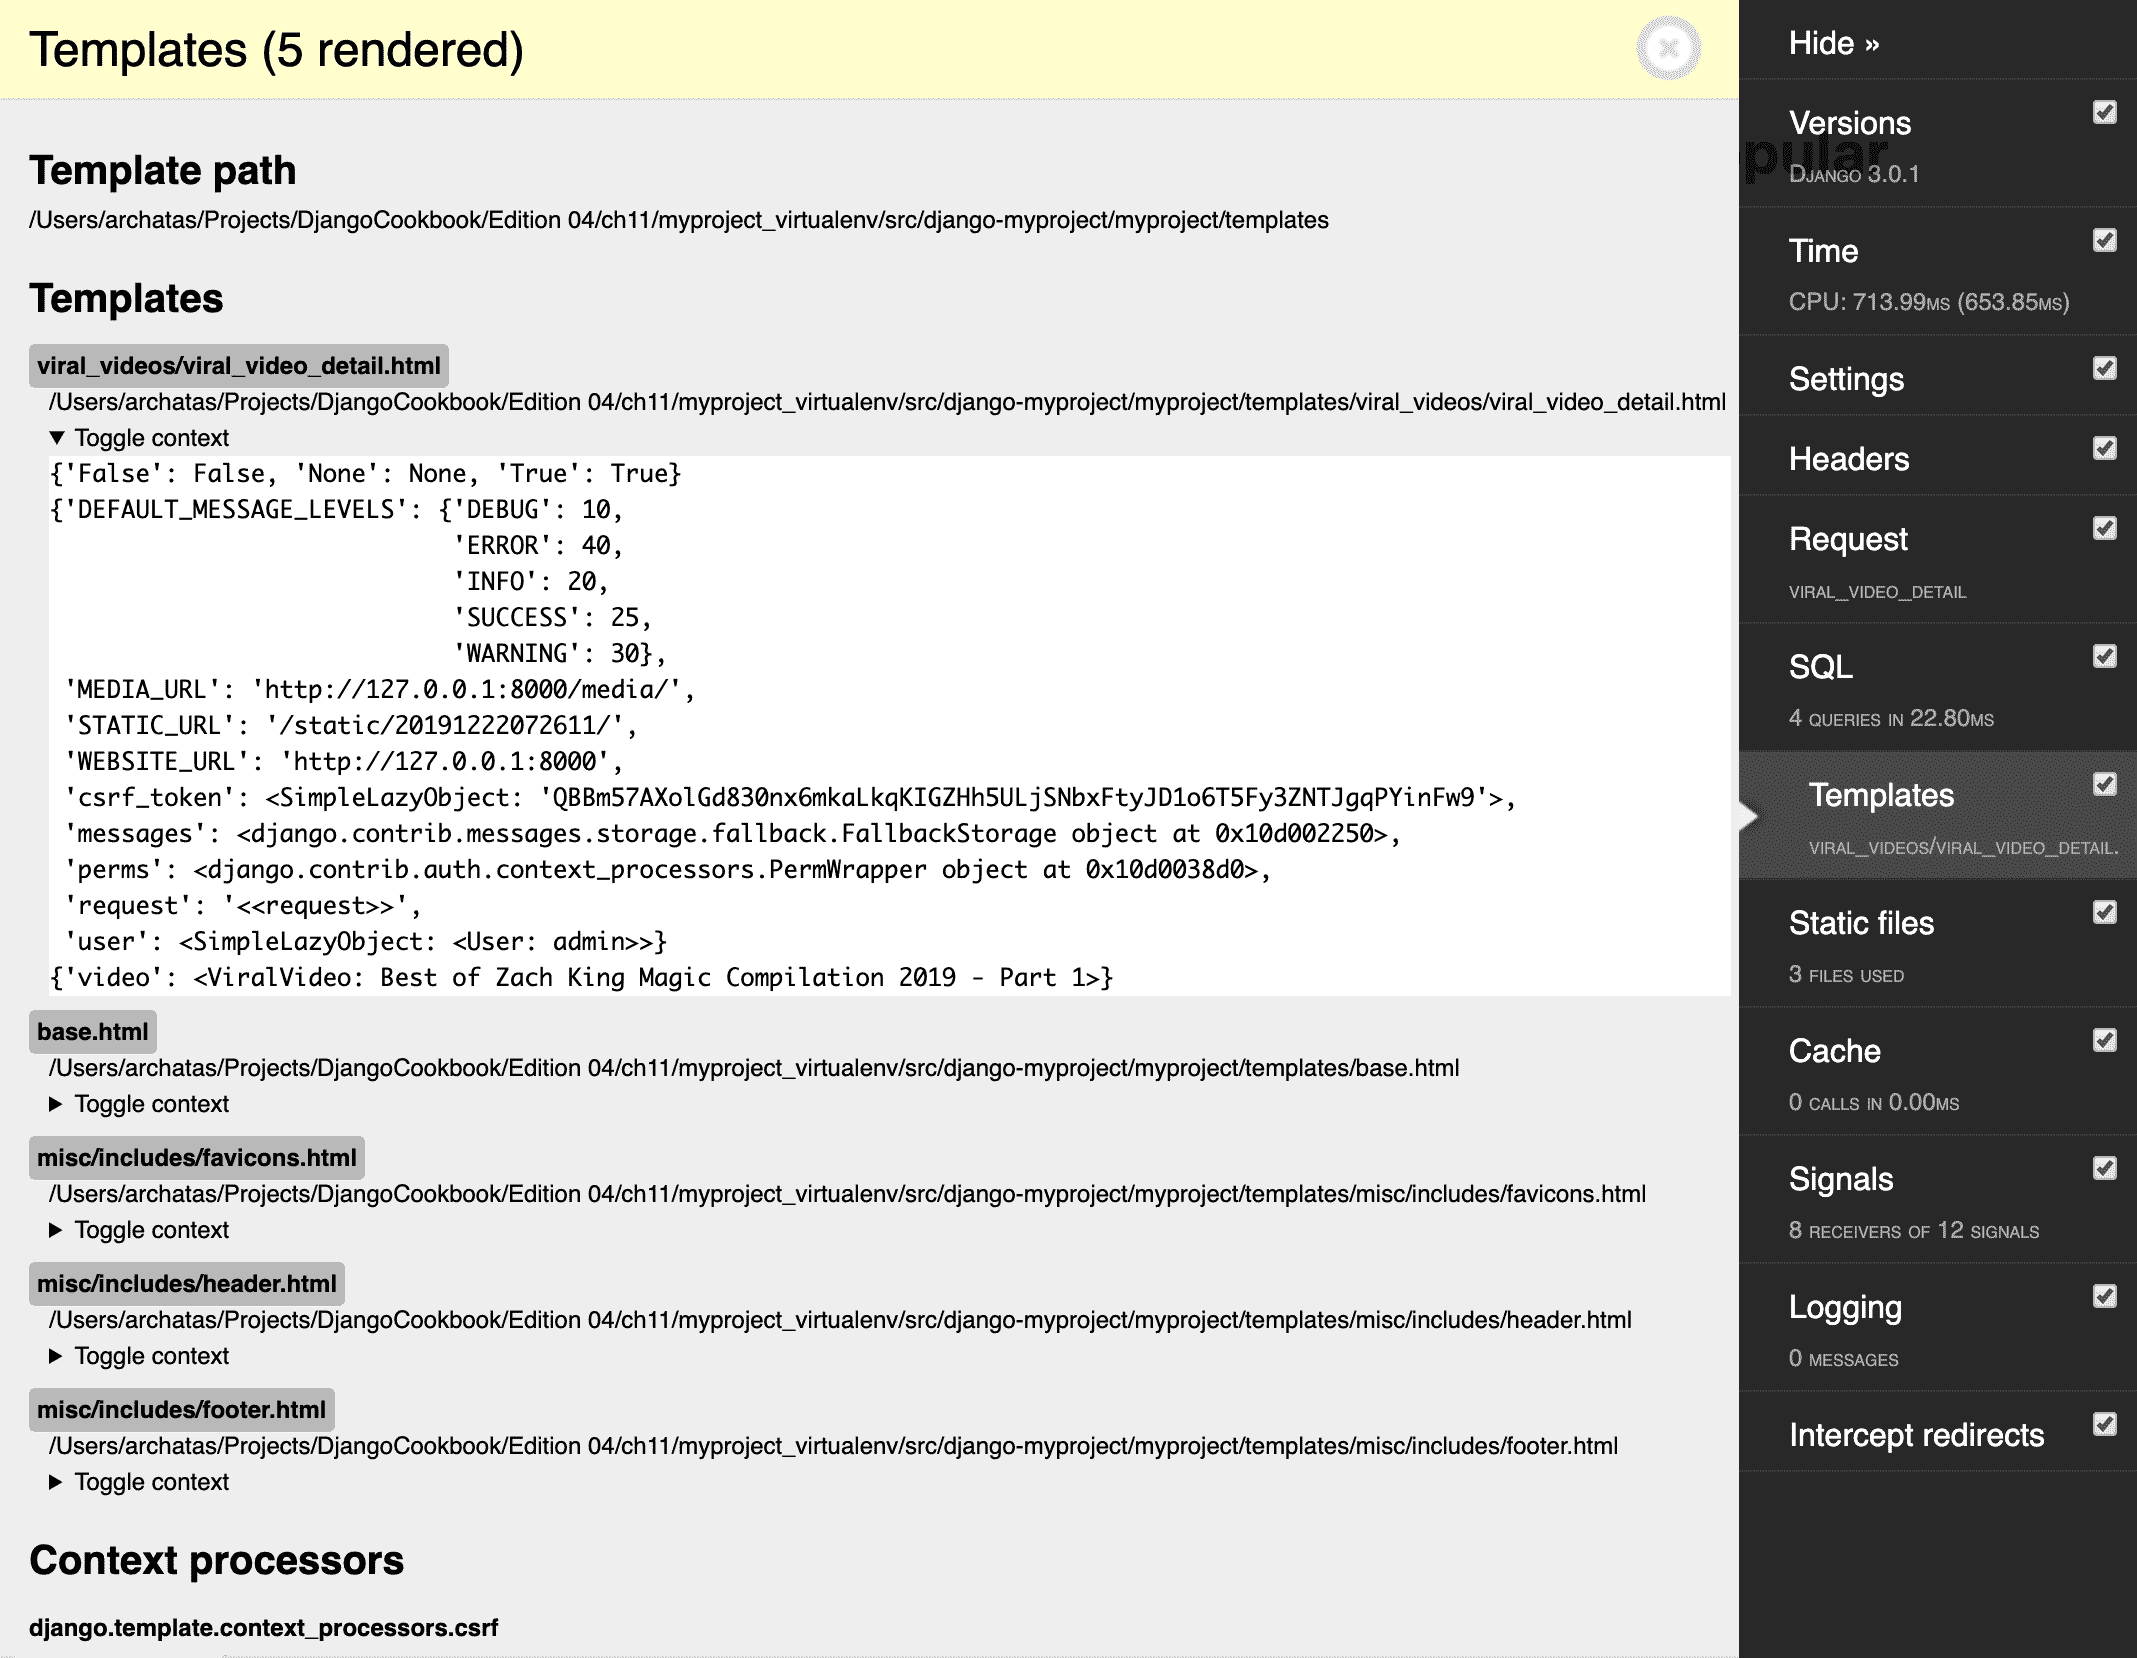 Templates (5 rendered)
Template path
/Users/archatas/Projects/DjangoCookbook/Edition 04/ch11/myproject_virtualenv/src/django-myproject/myproject/templates
Templates
viral_videos/viral_video_detail.html
/Users/archatas/Projects/DjangoCookbook/Edition 04/ch11/myproject_virtualenv/src/django-myproject/myproject/templates/viral_videos/viral_video_detail.html
▼ Toggle context
{'False': False, 'None': None, 'True': True}
{'DEFAULT_MESSAGE_LEVELS': {'DEBUG': 10,
'ERROR': 40,
'INFO': 20,
'SUCCESS': 25,
'WARNING': 30},
'MEDIA_URL': 'http://127.0.0.1:8000/media/',
'STATIC_URL': '/static/20191222072611/',
'WEBSITE_URL': 'http://127.0.0.1:8000',
'csrf_token': <SimpleLazyObject: 'QBBm57AXolGd830nx6mkaLkqKIGZHh5ULjSNbxFtyJD1o6T5Fy3ZNTJgqPYinFw9'>,
'messages': <django.contrib.messages.storage.fallback.FallbackStorage object at 0x10d002250>,
'perms': <django.contrib.auth.context_processors.PermWrapper object at 0x10d0038d0>,
'request': '<<request>>',
'user': <SimpleLazyObject: <User: admin>>}
{'video': <ViralVideo: Best of Zach King Magic Compilation 2019 - Part 1>}
base.html
/Users/archatas/Projects/DjangoCookbook/Edition 04/ch11/myproject_virtualenv/src/django-myproject/myproject/templates/base.html
▶ Toggle context
misc/includes/favicons.html
/Users/archatas/Projects/DjangoCookbook/Edition 04/ch11/myproject_virtualenv/src/django-myproject/myproject/templates/misc/includes/favicons.html
▶ Toggle context
misc/includes/header.html
/Users/archatas/Projects/DjangoCookbook/Edition 04/ch11/myproject_virtualenv/src/django-myproject/myproject/templates/misc/includes/header.html
▶ Toggle context
misc/includes/footer.html
/Users/archatas/Projects/DjangoCookbook/Edition 04/ch11/myproject_virtualenv/src/django-myproject/myproject/templates/misc/includes/footer.html
▶ Toggle context
Context processors
django.template.context_processors.csrf
Hide »
Versions
pular
Django 3.0.1
Time
CPU: 713.99ms (653.85ms)
Settings
Headers
Request
viral_video_detail
SQL
4 queries in 22.80ms
Templates
viral_videos/viral_video_detail.
Static files
3 files used
Cache
0 calls in 0.00ms
Signals
8 receivers of 12 signals
Logging
0 messages
Intercept redirects